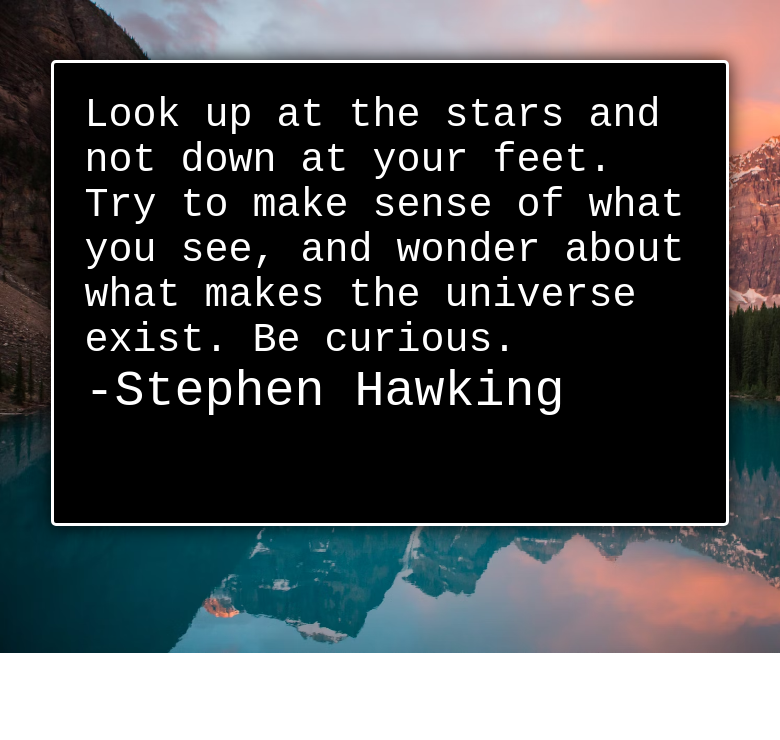 Look up at the stars and
not down at your feet.
Try to make sense of what
you see, and wonder about
what makes the universe
exist. Be curious.
-Stephen Hawking